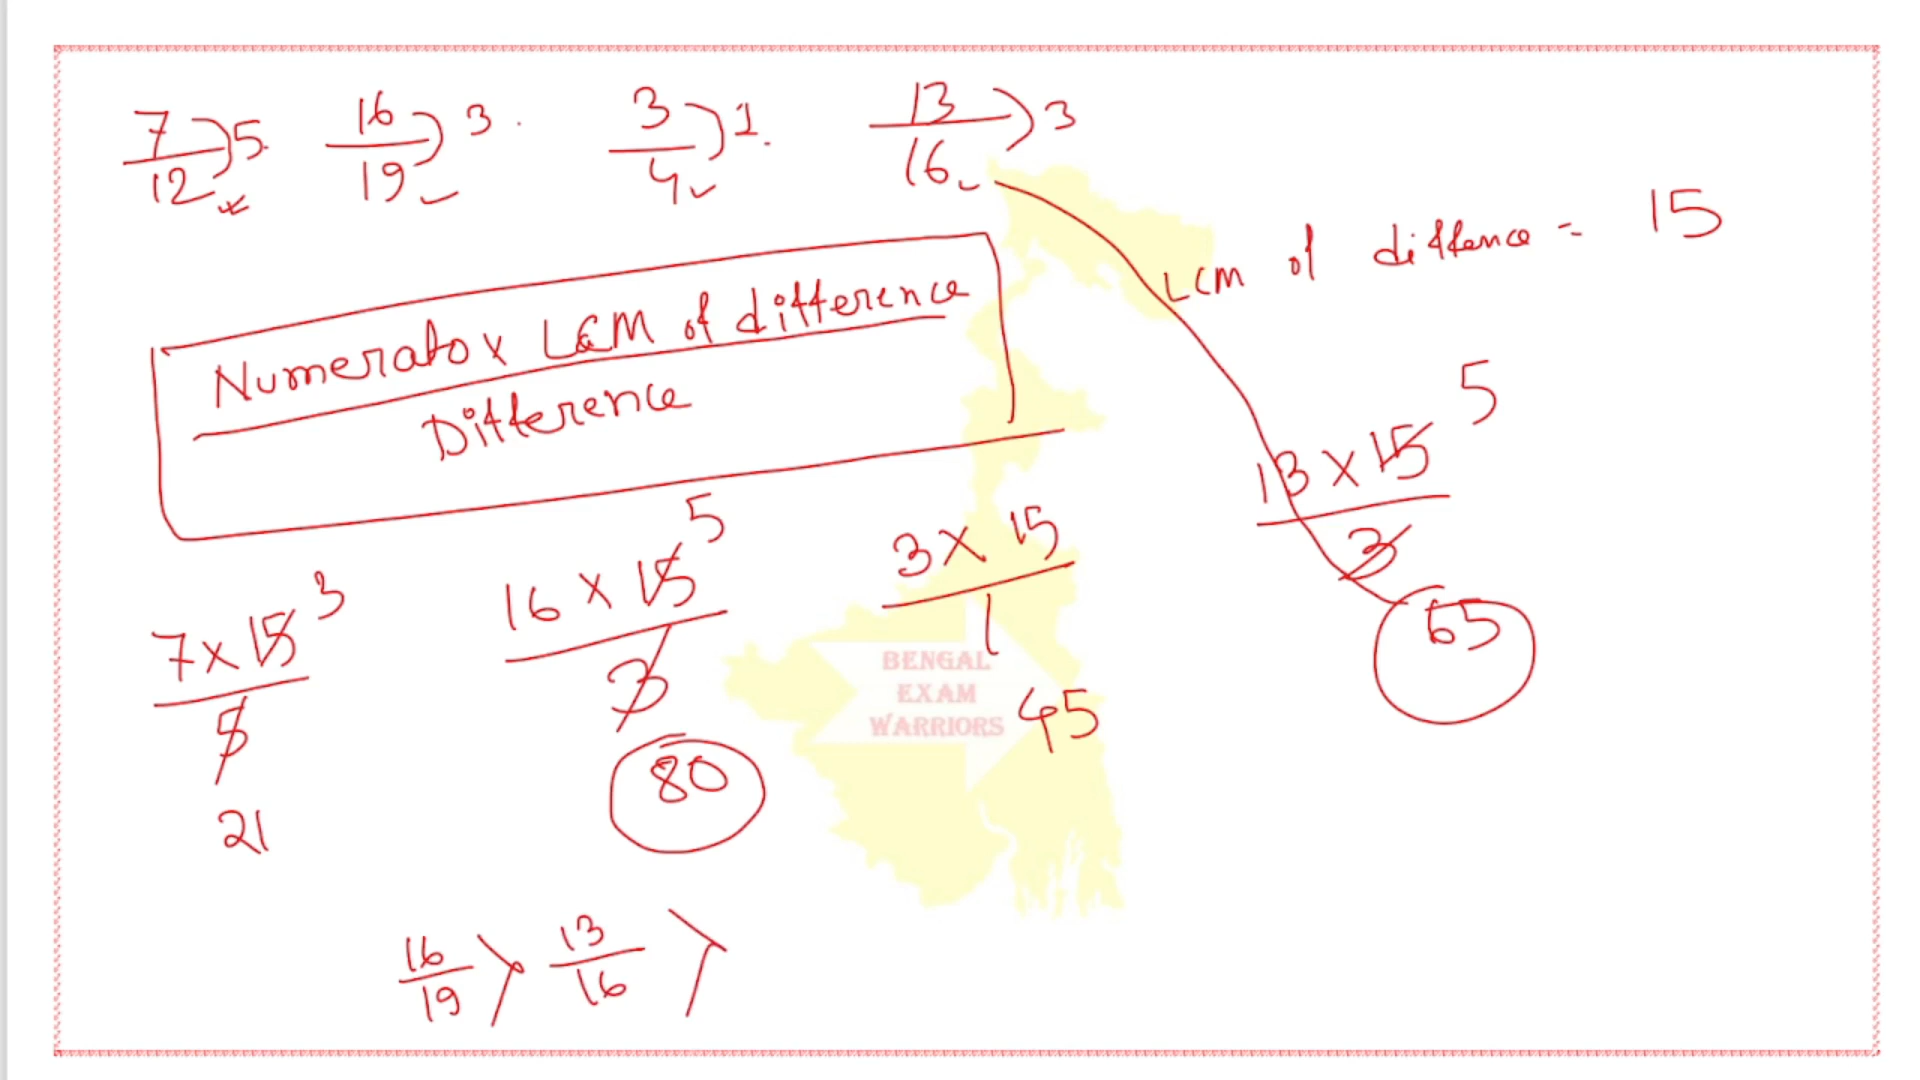 7/12 ) 5. 16/19 ) 3. 3/4 ) 1. 13/16 ) 3
LCM of diffence = 15
Numerator x LCM of difference
Difference
7 x 15 3
5
21
16 x 15 5
3
80
3 x 15
1
45
13 x 15 5
3
65
BENGAL
EXAM
WARRIORS
16/19 > 13/16 >